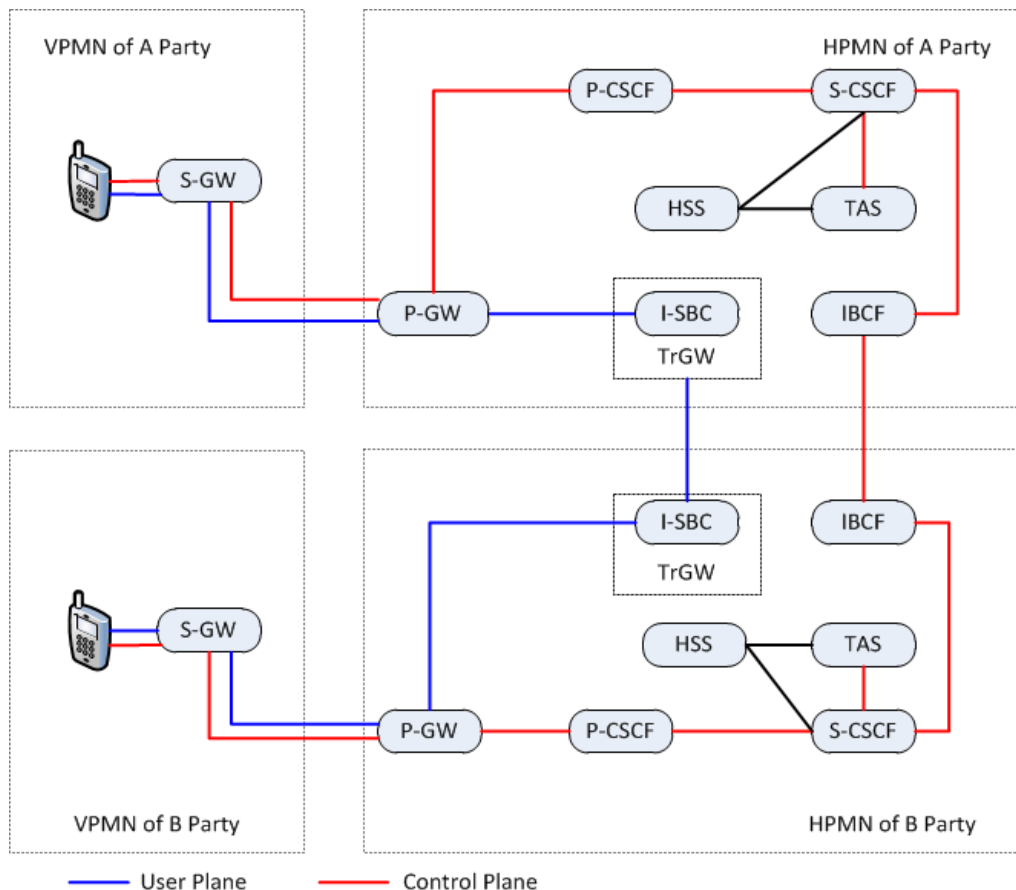 VPMN of A Party
HPMN of A Party
P-CSCF
S-CSCF
S-GW
HSS
TAS
P-GW
I-SBC
IBCF
TrGW
I-SBC
IBCF
TrGW
S-GW
HSS
TAS
P-GW
P-CSCF
S-CSCF
VPMN of B Party
HPMN of B Party
User Plane
Control Plane